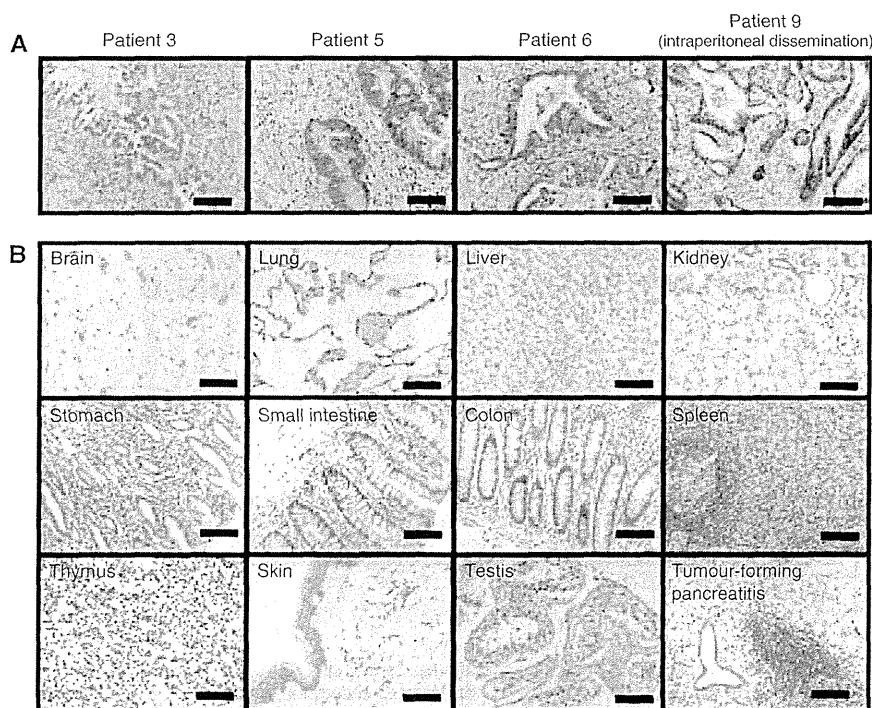 Patient 3
Patient 5
Patient 6
Patient 9
(intraperitoneal dissemination)
A
B
Brain
Lung
Liver
Kidney
Stomach
Small intestine
Colon
Spleen
Thymus
Skin
Testis
Tumour-forming
pancreatitis